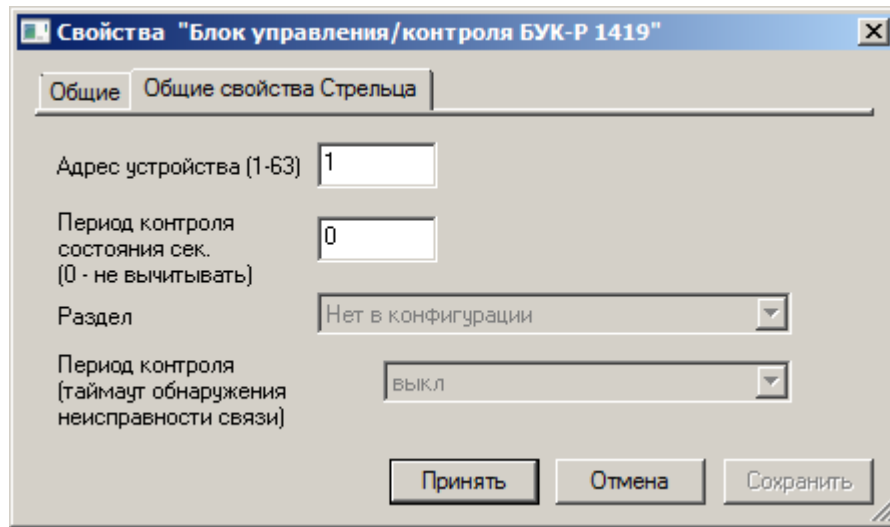 Свойства "Блок управления/контроля БУК-Р 1419"
Общие
Общие свойства Стрельца
Адрес устройства (1-63)
1
Период контроля
состояния сек.
(0 - не вычитывать)
0
Раздел
Нет в конфигурации
Период контроля
(таймаут обнаружения
неисправности связи)
выкл
Принять
Отмена
Сохранить